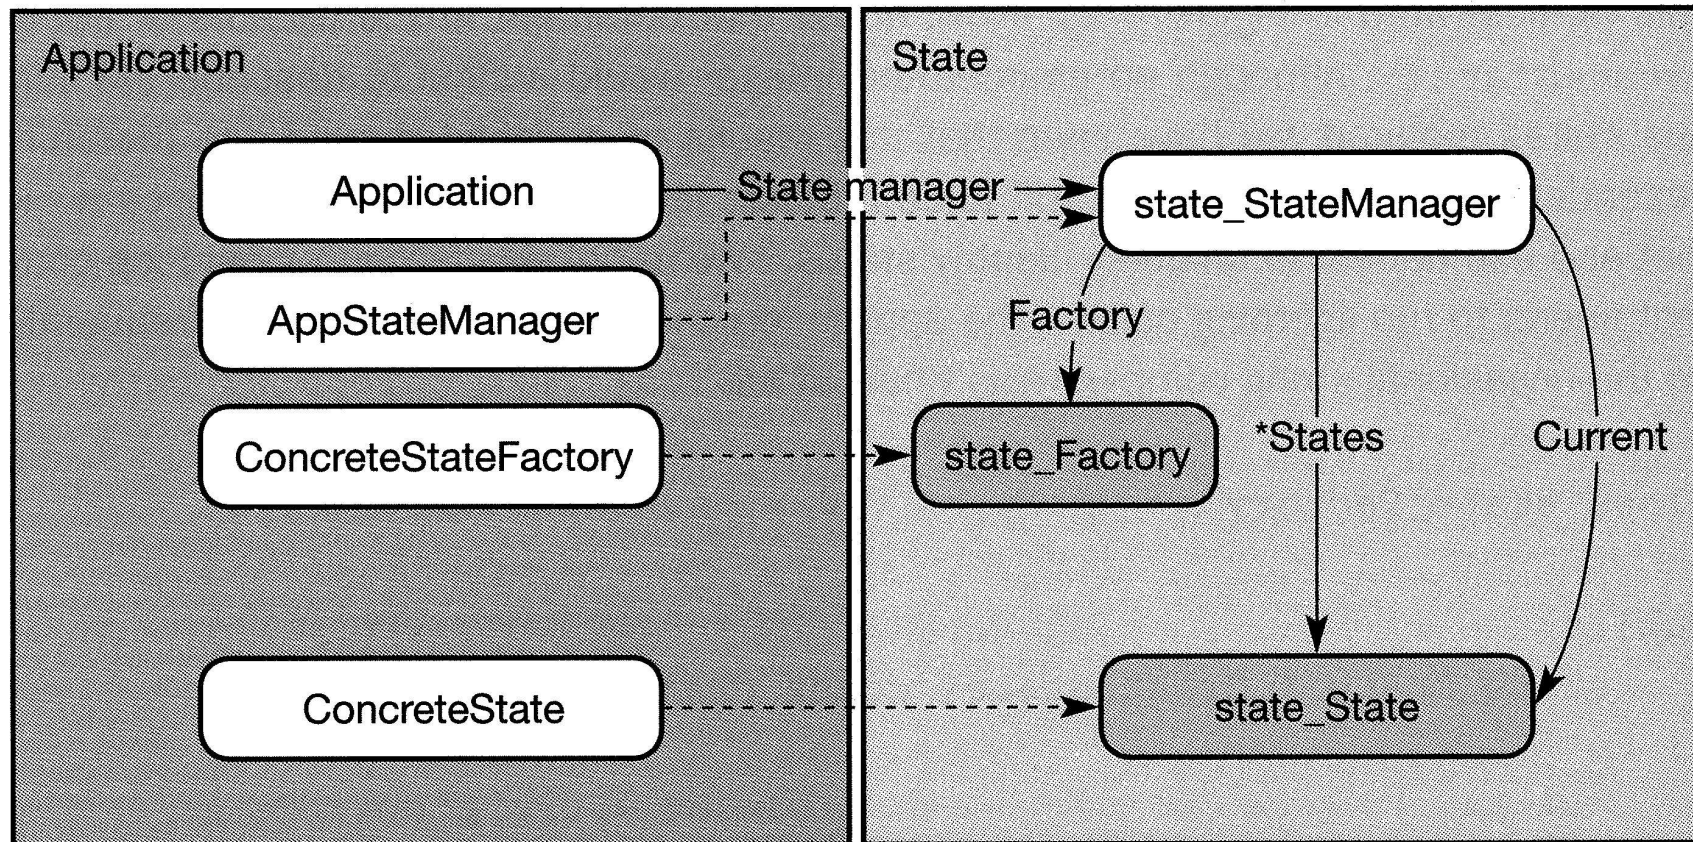 Application
State
Application
State manager
state_StateManager
AppStateManager
Factory
ConcreteStateFactory
state_Factory
*States
Current
ConcreteState
state_State